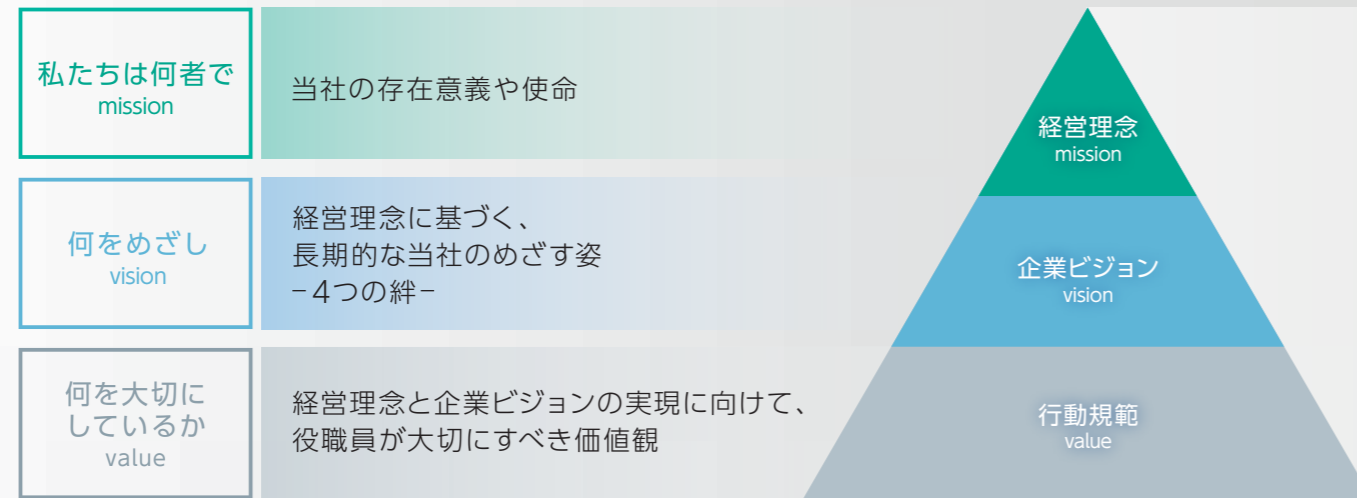 私たちは何者で
mission
当社の存在意義や使命
何をめざし
vision
経営理念に基づく、
長期的な当社のめざす姿
−4つの絆−
何を大切に
しているか
value
経営理念と企業ビジョンの実現に向けて、
役職員が大切にすべき価値観
経営理念
mission
企業ビジョン
vision
行動規範
value